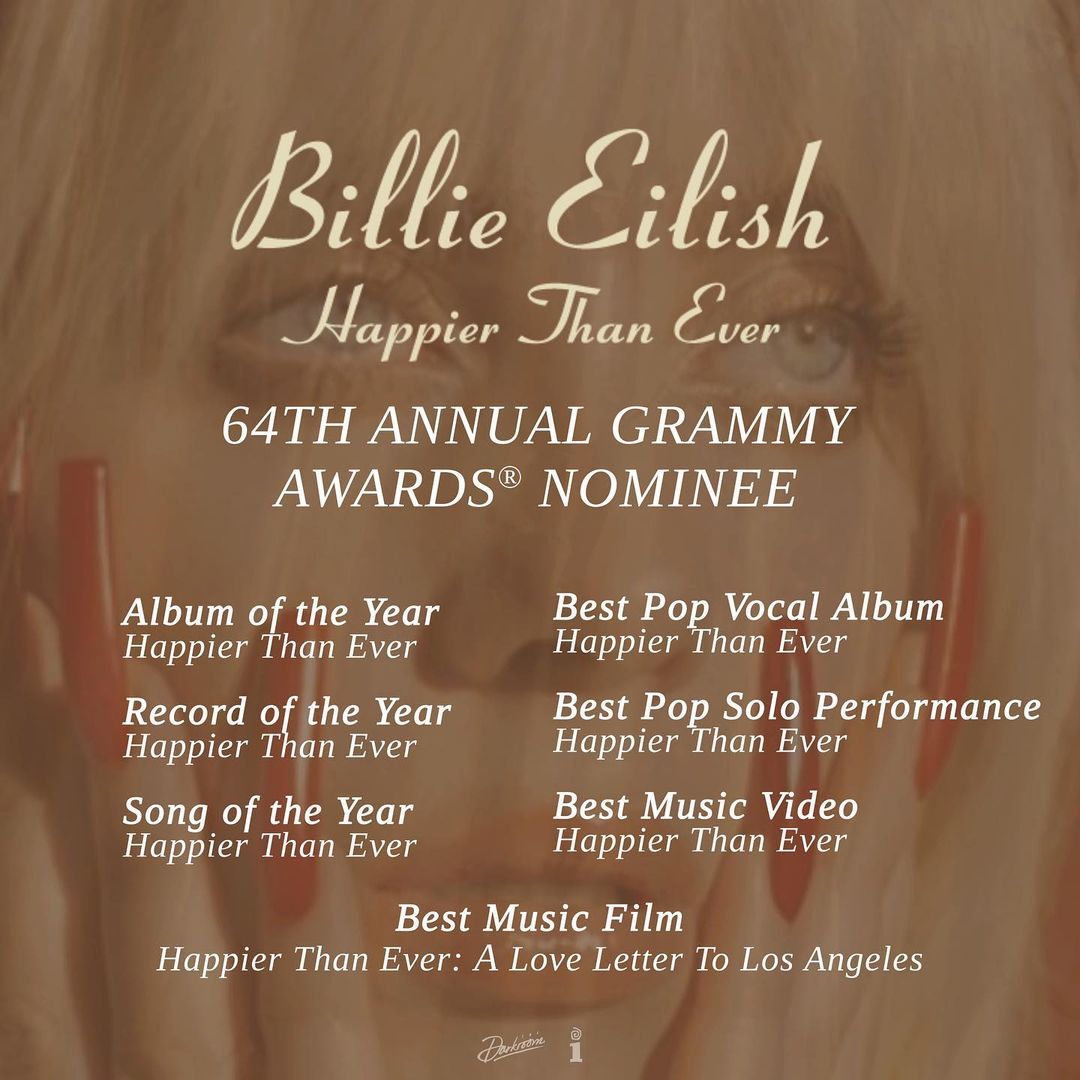 Billie Eilish
Happier Than Ever
64TH ANNUAL GRAMMY
AWARDS® NOMINEE
Album of the Year
Happier Than Ever
Record of the Year
Happier Than Ever
Song of the Year
Happier Than Ever
Best Pop Vocal Album
Happier Than Ever
Best Pop Solo Performance
Happier Than Ever
Best Music Video
Happier Than Ever
Best Music Film
Happier Than Ever: A Love Letter To Los Angeles
Darkroom
i